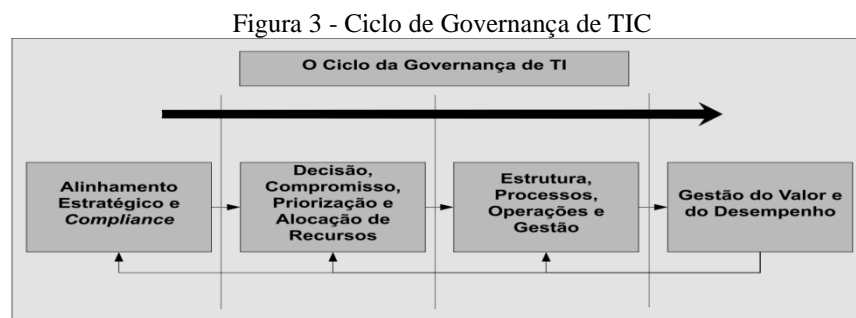 Figura 3 - Ciclo de Governança de TIC
O Ciclo da Governança de TI
Alinhamento
Estratégico e
Compliance
Decisão,
Compromisso,
Priorização e
Alocação de
Recursos
Estrutura,
Processos,
Operações e
Gestão
Gestão do Valor e
do Desempenho